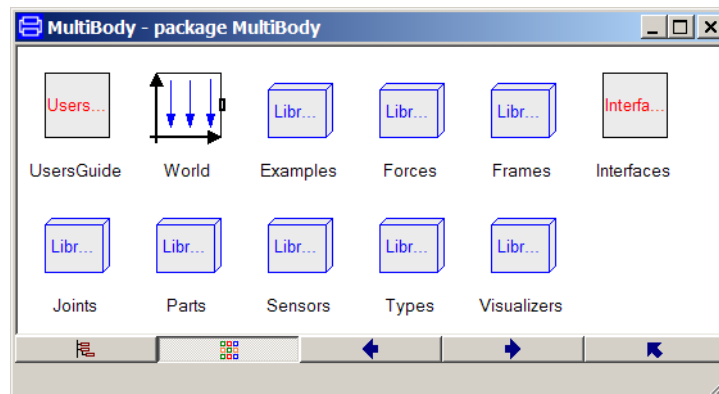 MultiBody - package MultiBody
Users... Libr... Libr... Libr... Interfa...
UsersGuide World Examples Forces Frames Interfaces
Libr... Libr... Libr... Libr... Libr...
Joints Parts Sensors Types Visualizers